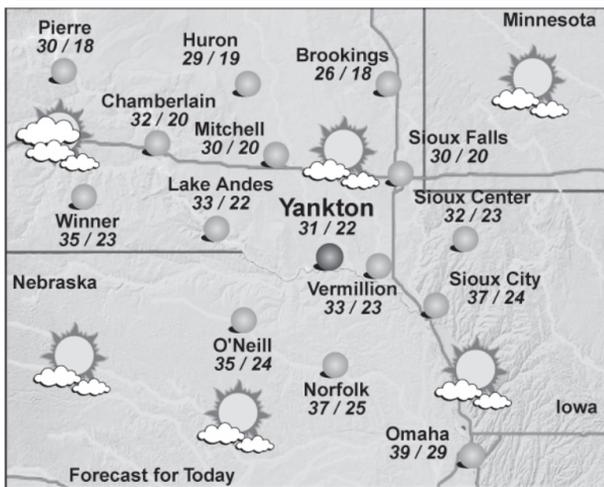 Pierre
30 / 18
Huron
29 / 19
Brookings
26 / 18
Minnesota
Chamberlain
32 / 20
Mitchell
30 / 20
Sioux Falls
30 / 20
Winner
35 / 23
Lake Andes
33 / 22
Yankton
31 / 22
Sioux Center
32 / 23
Nebraska
Vermillion
33 / 23
Sioux City
37 / 24
O'Neill
35 / 24
Norfolk
37 / 25
Iowa
Omaha
39 / 29
Forecast for Today